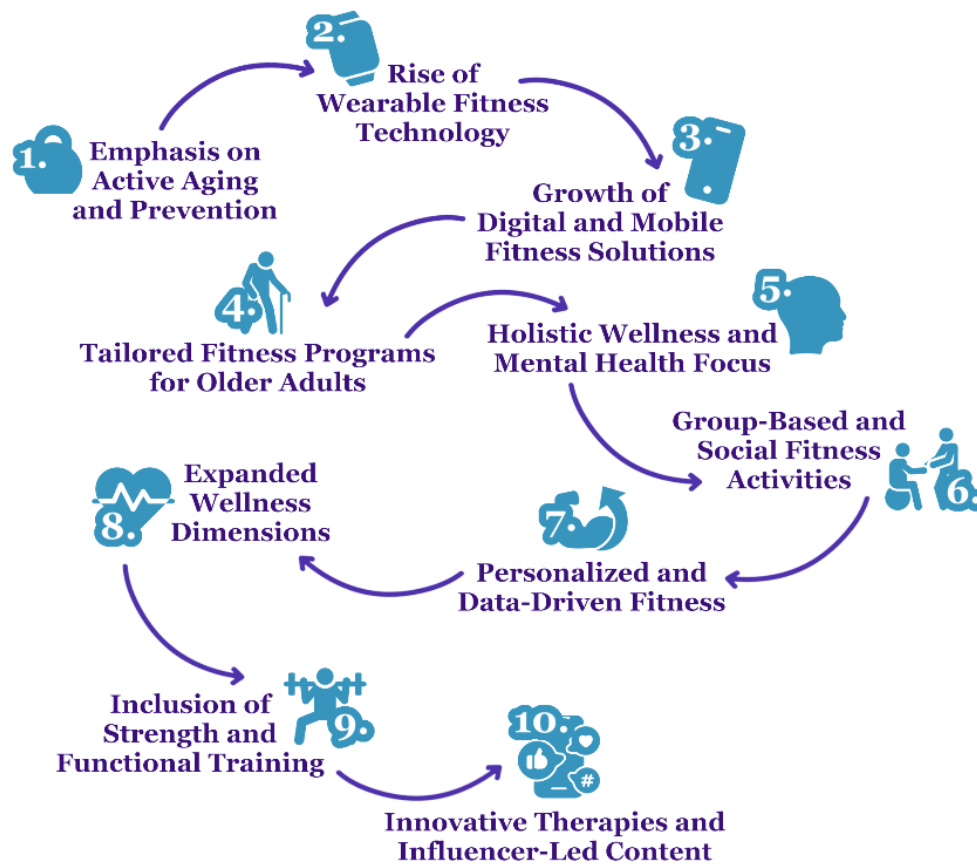 1.
Emphasis on
Active Aging
and Prevention
2.
Rise of
Wearable Fitness
Technology
3.
Growth of
Digital and Mobile
Fitness Solutions
4.
Tailored Fitness Programs
for Older Adults
5.
Holistic Wellness and
Mental Health Focus
6.
Group-Based and
Social Fitness
Activities
7.
Personalized and
Data-Driven Fitness
8.
Expanded
Wellness
Dimensions
9.
Inclusion of
Strength and
Functional Training
10.
#
Innovative Therapies and
Influencer-Led Content